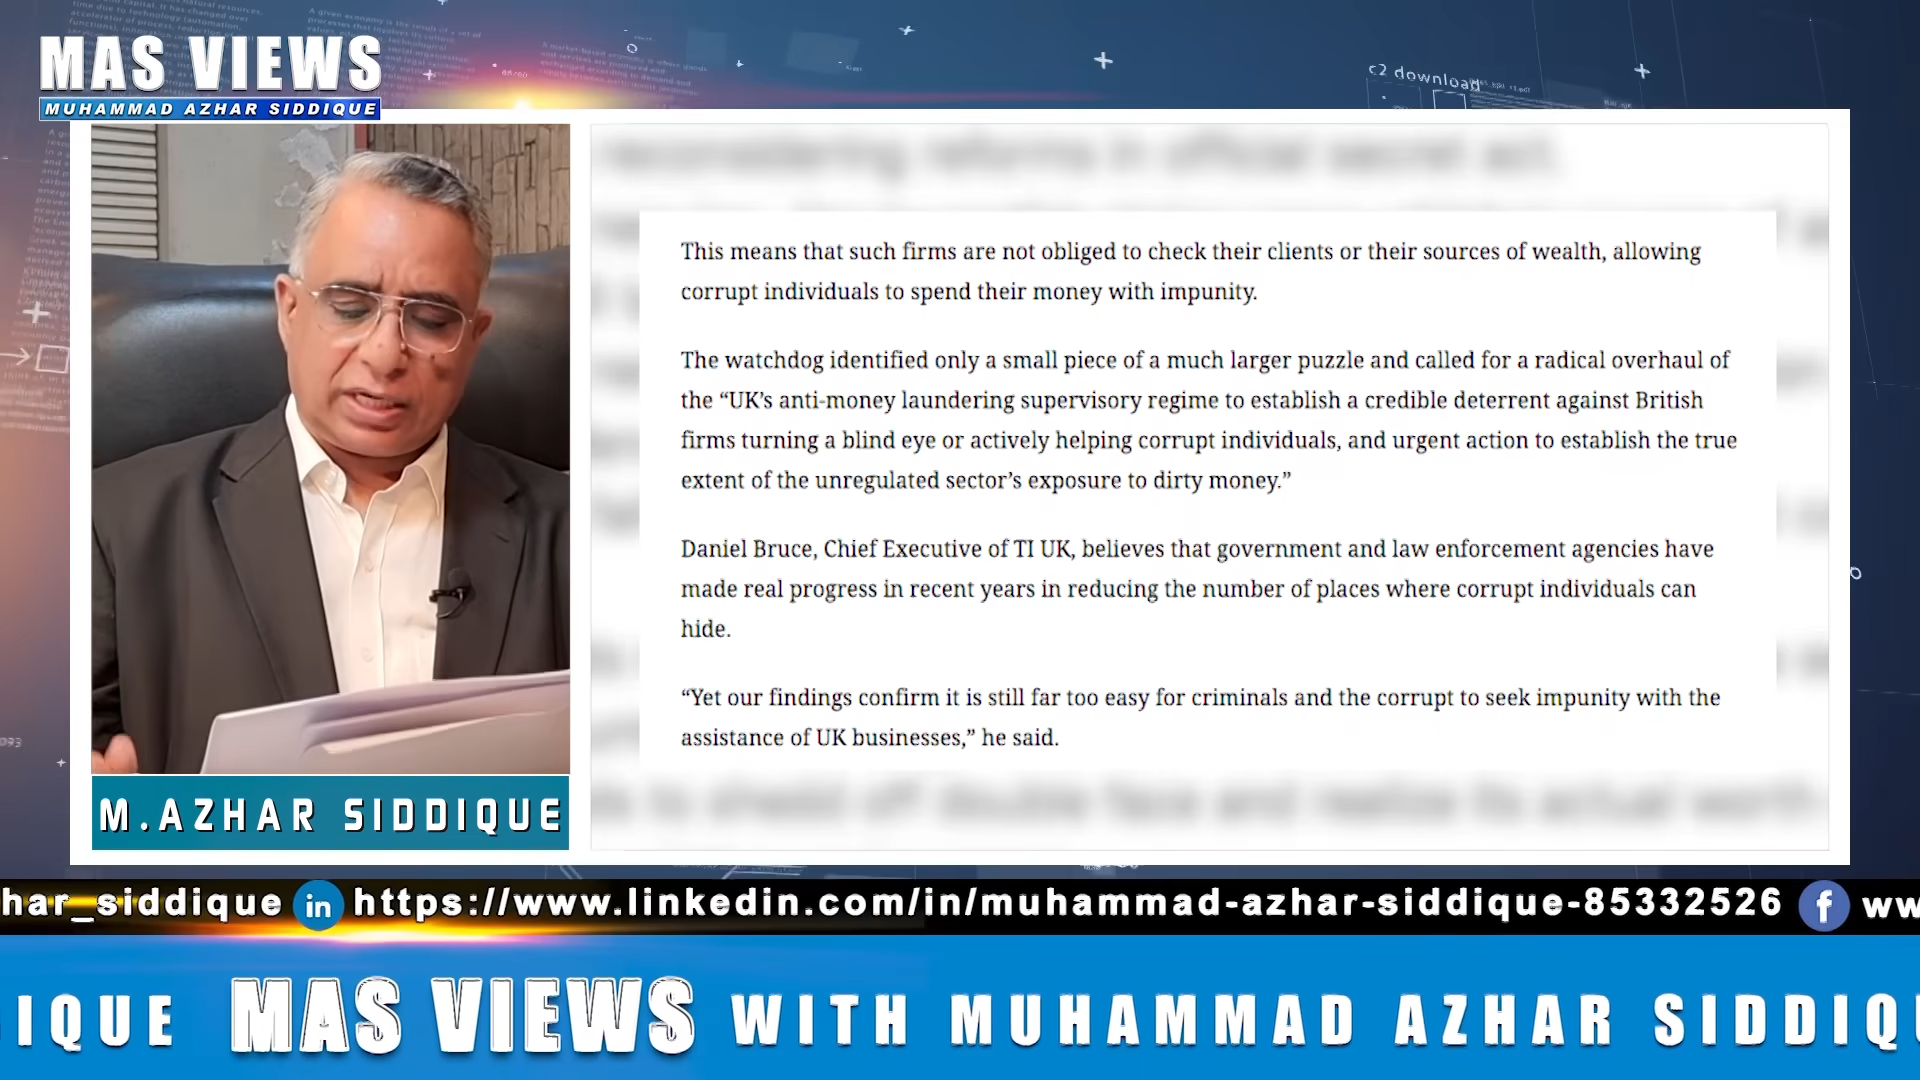 MAS VIEWS
MUHAMMAD AZHAR SIDDIQUE
c2 download
This means that such firms are not obliged to check their clients or their sources of wealth, allowing
corrupt individuals to spend their money with impunity.
The watchdog identified only a small piece of a much larger puzzle and called for a radical overhaul of
the “UK’s anti-money laundering supervisory regime to establish a credible deterrent against British
firms turning a blind eye or actively helping corrupt individuals, and urgent action to establish the true
extent of the unregulated sector’s exposure to dirty money.”
Daniel Bruce, Chief Executive of TI UK, believes that government and law enforcement agencies have
made real progress in recent years in reducing the number of places where corrupt individuals can
hide.
“Yet our findings confirm it is still far too easy for criminals and the corrupt to seek impunity with the
assistance of UK businesses,” he said.
M.AZHAR SIDDIQUE
har_siddique in https://www.linkedin.com/in/muhammad-azhar-siddique-85332526 f ww
DIQUE MAS VIEWS WITH MUHAMMAD AZHAR SIDDIQU